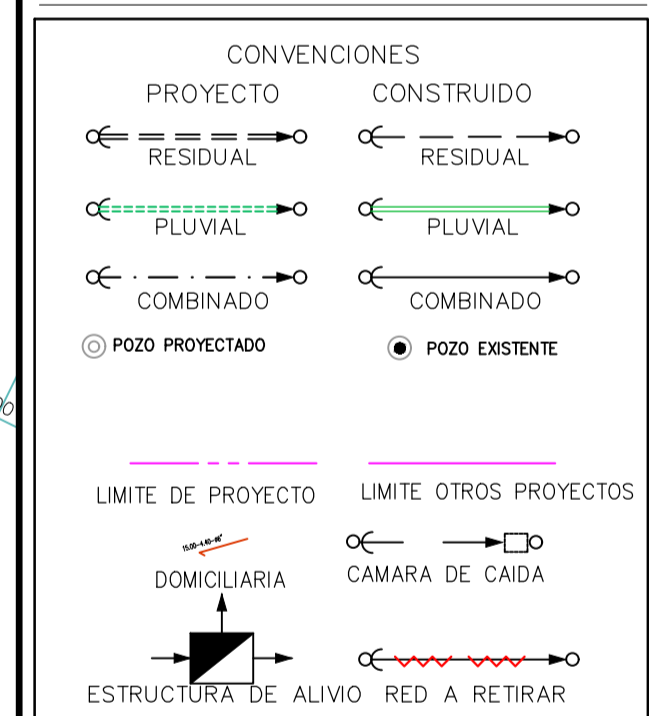 CONVENCIONES
PROYECTO CONSTRUIDO
RESIDUAL RESIDUAL
PLUVIAL PLUVIAL
COMBINADO COMBINADO
POZO PROYECTADO POZO EXISTENTE
LIMITE DE PROYECTO LIMITE OTROS PROYECTOS
DOMICILIARIA CAMARA DE CAIDA
ESTRUCTURA DE ALIVIO RED A RETIRAR